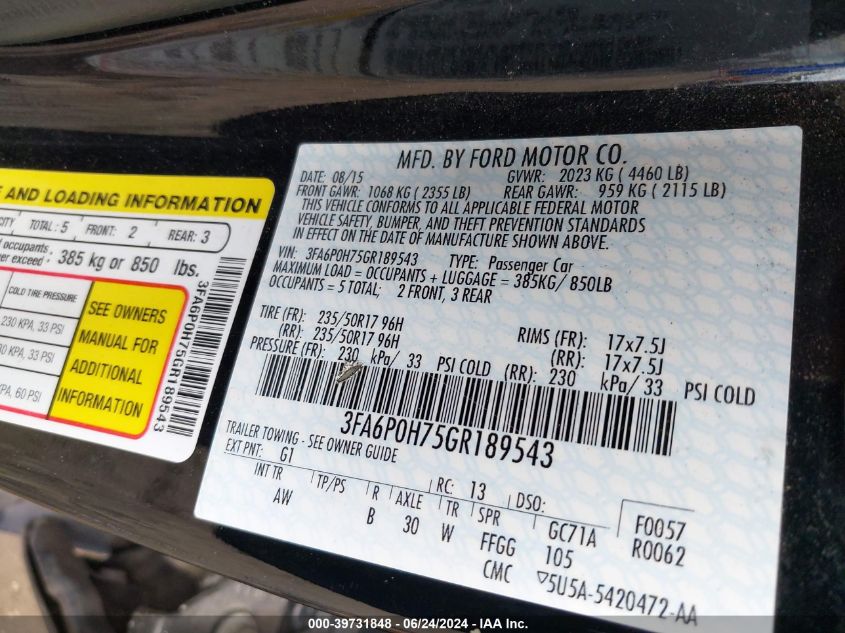 E AND LOADING INFORMATION
CITY TOTAL: 5 FRONT: 2 REAR: 3
occupants
er exceed : 385 kg or 850 lbs.
COLD TIRE PRESSURE
230 KPA, 33 PSI
0 KPA, 33 PSI
KPA, 60 PSI
SEE OWNERS
MANUAL FOR
ADDITIONAL
INFORMATION
3FA6P0H75GR189543
MFD. BY FORD MOTOR CO.
DATE: 08/15 GVWR: 2023 KG ( 4460 LB)
FRONT GAWR: 1068 KG ( 2355 LB) REAR GAWR: 959 KG ( 2115 LB)
THIS VEHICLE CONFORMS TO ALL APPLICABLE FEDERAL MOTOR
VEHICLE SAFETY, BUMPER, AND THEFT PREVENTION STANDARDS
IN EFFECT ON THE DATE OF MANUFACTURE SHOWN ABOVE.
VIN: 3FA6P0H75GR189543 TYPE: Passenger Car
MAXIMUM LOAD = OCCUPANTS + LUGGAGE = 385KG/ 850LB
OCCUPANTS = 5 TOTAL: 2 FRONT, 3 REAR
TIRE (FR): 235/50R17 96H RIMS (FR): 17x7.5J
(RR): 235/50R17 96H (RR): 17x7.5J
PRESSURE (FR): 230 kPa/ 33 PSI COLD (RR): 230 kPa/ 33 PSI COLD
3FA6P0H75GR189543
TRAILER TOWING - SEE OWNER GUIDE
EXT PNT: G1 RC: 13 DSO: F0057
INT TR TP/PS R AXLE TR SPR GC71A R0062
AW B 30 W FFGG 105
CMC ▽5U5A-5420472-AA
000-39731848 - 06/24/2024 - IAAI.com